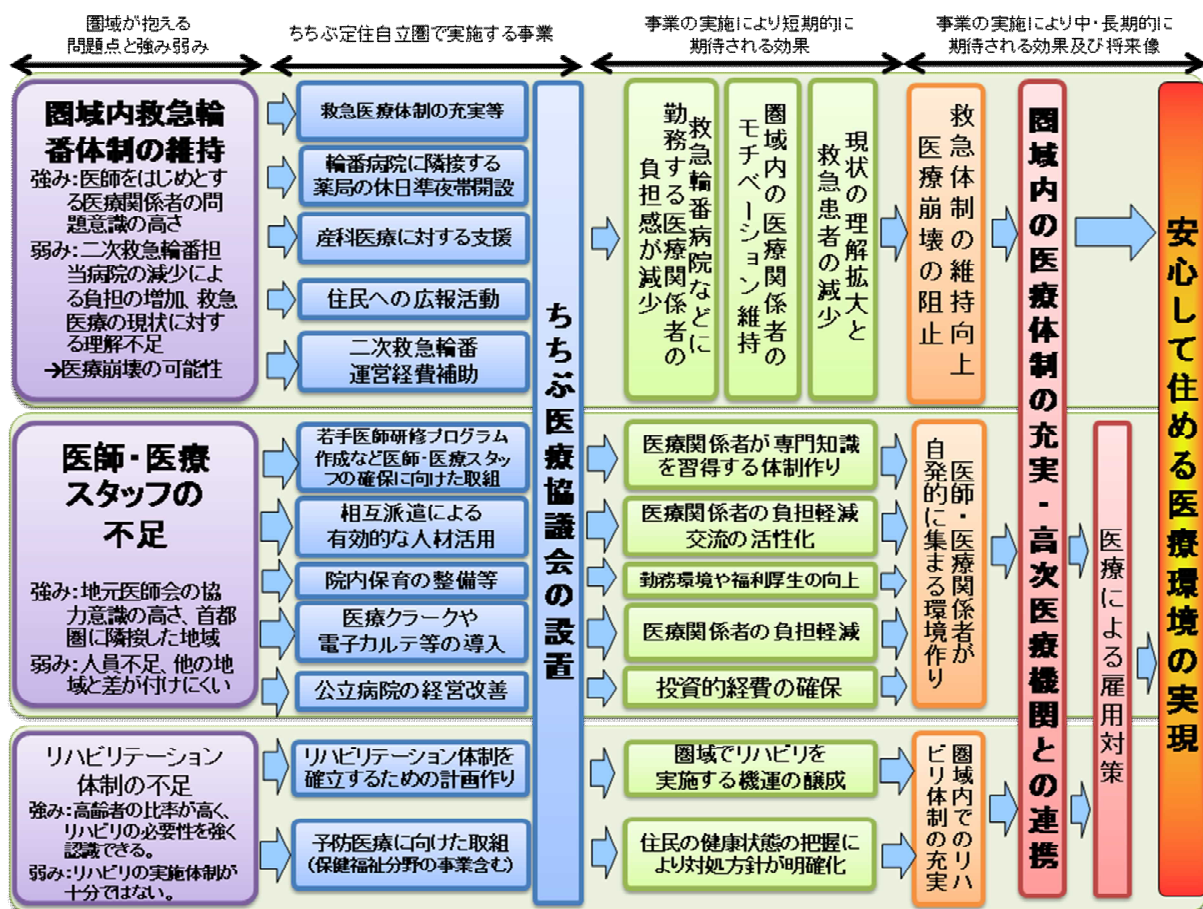 圏域が抱える
問題点と強み弱み
ちちぶ定住自立圏で実施する事業
事業の実施により短期的に
期待される効果
事業の実施により中・長期的に
期待される効果及び将来像
圏域内救急輪
番体制の維持
強み:医師をはじめとす
る医療関係者の問
題意識の高さ
弱み:二次救急輪番担
当病院の減少によ
る負担の増加、救急
医療の現状に対す
る理解不足
→医療崩壊の可能性
救急医療体制の充実等
輪番病院に隣接する
薬局の休日準夜帯開設
産科医療に対する支援
住民への広報活動
二次救急輪番
運営経費補助
救急輪番病院などに
勤務する医療関係者の
負担感が減少
圏域内の医療関係者の
モチベーション維持
現状の理解拡大と
救急患者の減少
救急体制の維持向上
医療崩壊の阻止
医師・医療
スタッフの
不足
強み:地元医師会の協
力意識の高さ、首都
圏に隣接した地域
弱み:人員不足、他の地
域と差が付けにくい
若手医師研修プログラム
作成など医師・医療スタッ
フの確保に向けた取組
相互派遣による
有効的な人材活用
院内保育の整備等
医療クラークや
電子カルテ等の導入
公立病院の経営改善
医療関係者が専門知識
を習得する体制作り
医療関係者の負担軽減
交流の活性化
勤務環境や福利厚生の向上
医療関係者の負担軽減
投資的経費の確保
医師・医療関係者が
自発的に集まる環境作り
リハビリテーション
体制の不足
強み:高齢者の比率が高く、
リハビリの必要性を強く
認識できる。
弱み:リハビリの実施体制が
十分ではない。
リハビリテーション体制を
確立するための計画作り
予防医療に向けた取組
(保健福祉分野の事業含む)
圏域でリハビリを
実施する機運の醸成
住民の健康状態の把握に
より対処方針が明確化
圏域内でのリハ
ビリ体制の充実
ちちぶ医療協議会の設置
圏域内の医療体制の充実・高次医療機関との連携
医療による雇用対策
安心して住める医療環境の実現